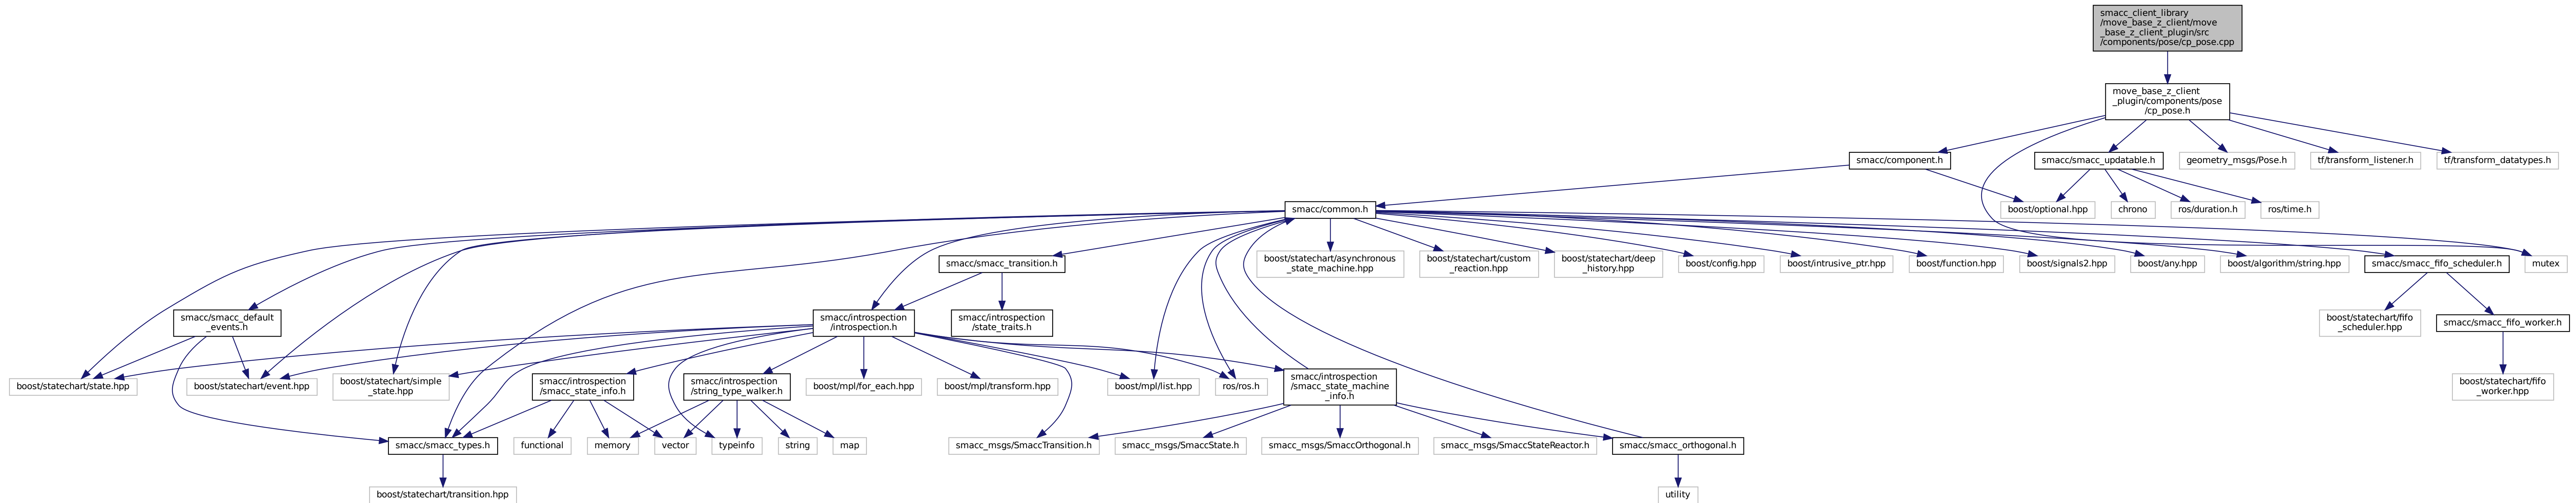 smacc_client_library
/move_base_z_client/move
_base_z_client_plugin/src
/components/pose/cp_pose.cpp
move_base_z_client
_plugin/components/pose
/cp_pose.h
smacc/component.h
smacc/smacc_updatable.h
geometry_msgs/Pose.h
tf/transform_listener.h
tf/transform_datatypes.h
smacc/common.h
boost/optional.hpp
chrono
ros/duration.h
ros/time.h
smacc/smacc_transition.h
boost/statechart/asynchronous
_state_machine.hpp
boost/statechart/custom
_reaction.hpp
boost/statechart/deep
_history.hpp
boost/config.hpp
boost/intrusive_ptr.hpp
boost/function.hpp
boost/signals2.hpp
boost/any.hpp
boost/algorithm/string.hpp
smacc/smacc_fifo_scheduler.h
mutex
smacc/smacc_default
_events.h
smacc/introspection
/introspection.h
smacc/introspection
/state_traits.h
boost/statechart/fifo
_scheduler.hpp
smacc/smacc_fifo_worker.h
boost/statechart/state.hpp
boost/statechart/event.hpp
boost/statechart/simple
_state.hpp
smacc/introspection
/smacc_state_info.h
smacc/introspection
/string_type_walker.h
boost/mpl/for_each.hpp
boost/mpl/transform.hpp
boost/mpl/list.hpp
ros/ros.h
smacc/introspection
/smacc_state_machine
_info.h
boost/statechart/fifo
_worker.hpp
smacc/smacc_types.h
functional
memory
vector
typeinfo
string
map
smacc_msgs/SmaccTransition.h
smacc_msgs/SmaccState.h
smacc_msgs/SmaccOrthogonal.h
smacc_msgs/SmaccStateReactor.h
smacc/smacc_orthogonal.h
boost/statechart/transition.hpp
utility